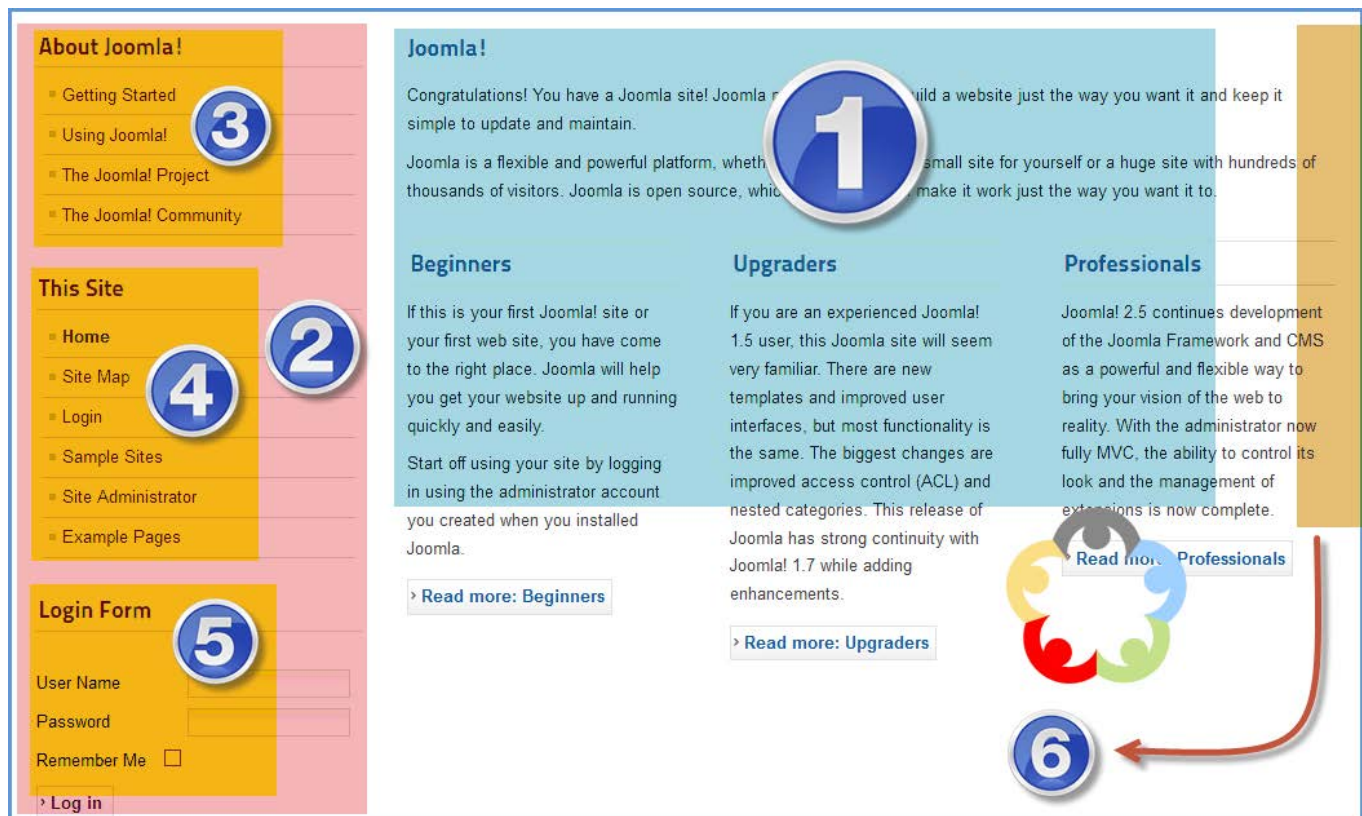 About Joomla!
Getting Started
Using Joomla!
The Joomla! Project
The Joomla! Community
3
This Site
Home
Site Map
Login
Sample Sites
Site Administrator
Example Pages
4
2
Login Form
5
User Name
Password
Remember Me
› Log in
Joomla!
Congratulations! You have a Joomla site! Joomla ild a website just the way you want it and keep it
simple to update and maintain.
Joomla is a flexible and powerful platform, small site for yourself or a huge site with hundreds of
thousands of visitors. Joomla is open source, make it work just the way you want it to.
1
Beginners
If this is your first Joomla! site or
your first web site, you have come
to the right place. Joomla will help
you get your website up and running
quickly and easily.
Start off using your site by logging
in using the administrator account
you created when you installed
Joomla.
› Read more: Beginners
Upgraders
If you are an experienced Joomla!
1.5 user, this Joomla site will seem
very familiar. There are new
templates and improved user
interfaces, but most functionality is
the same. The biggest changes are
improved access control (ACL) and
nested categories. This release of
Joomla has strong continuity with
Joomla! 1.7 while adding
enhancements.
› Read more: Upgraders
Professionals
Joomla! 2.5 continues development
of the Joomla Framework and CMS
as a powerful and flexible way to
bring your vision of the web to
reality. With the administrator now
fully MVC, the ability to control its
look and the management of
extensions is now complete.
› Read more: Professionals
6